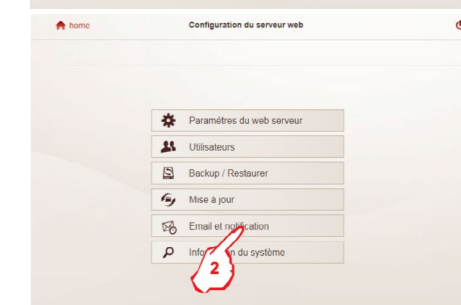 home
Configuration du serveur web
Paramètres du web serveur
Utilisateurs
Backup / Restaurer
Mise à jour
Email et notification
du système
2